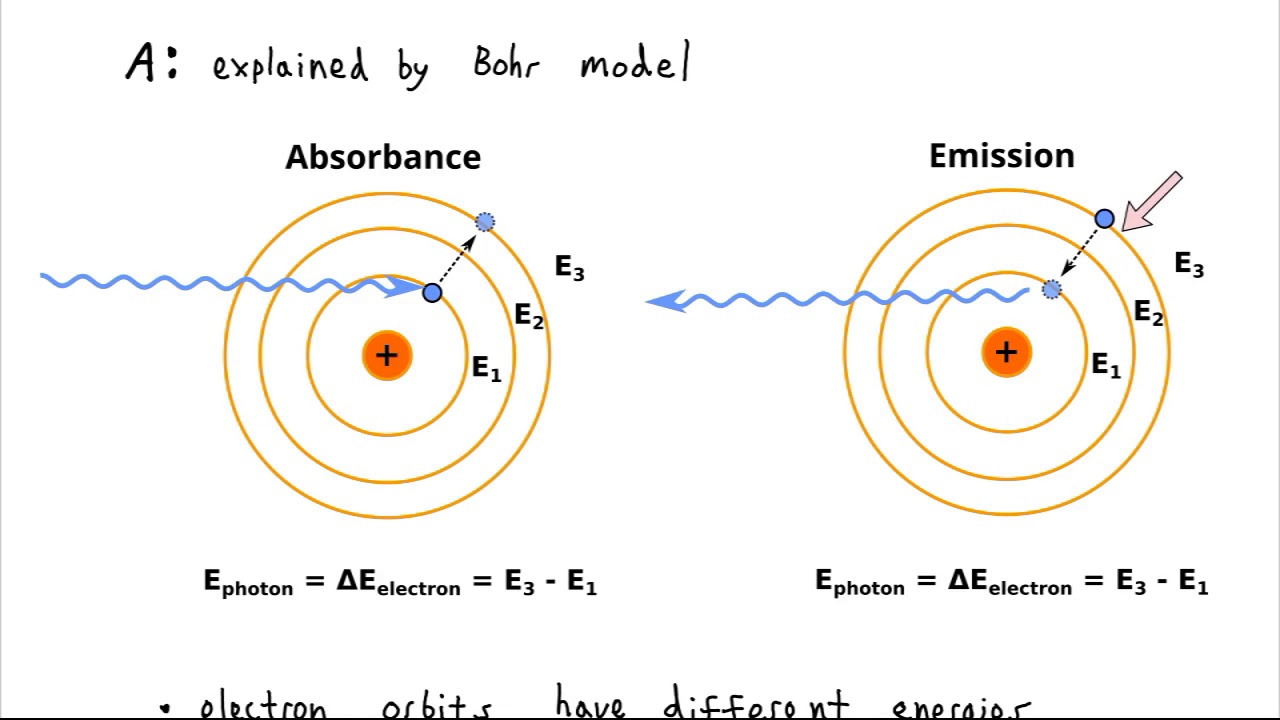 A: explained by Bohr model
Absorbance
Emission
E₃
E₂
E₁
+
E₃
E₂
E₁
+
Ephoton = ΔEelectron = E₃ - E₁
Ephoton = ΔEelectron = E₃ - E₁
• electron orbits have different energies